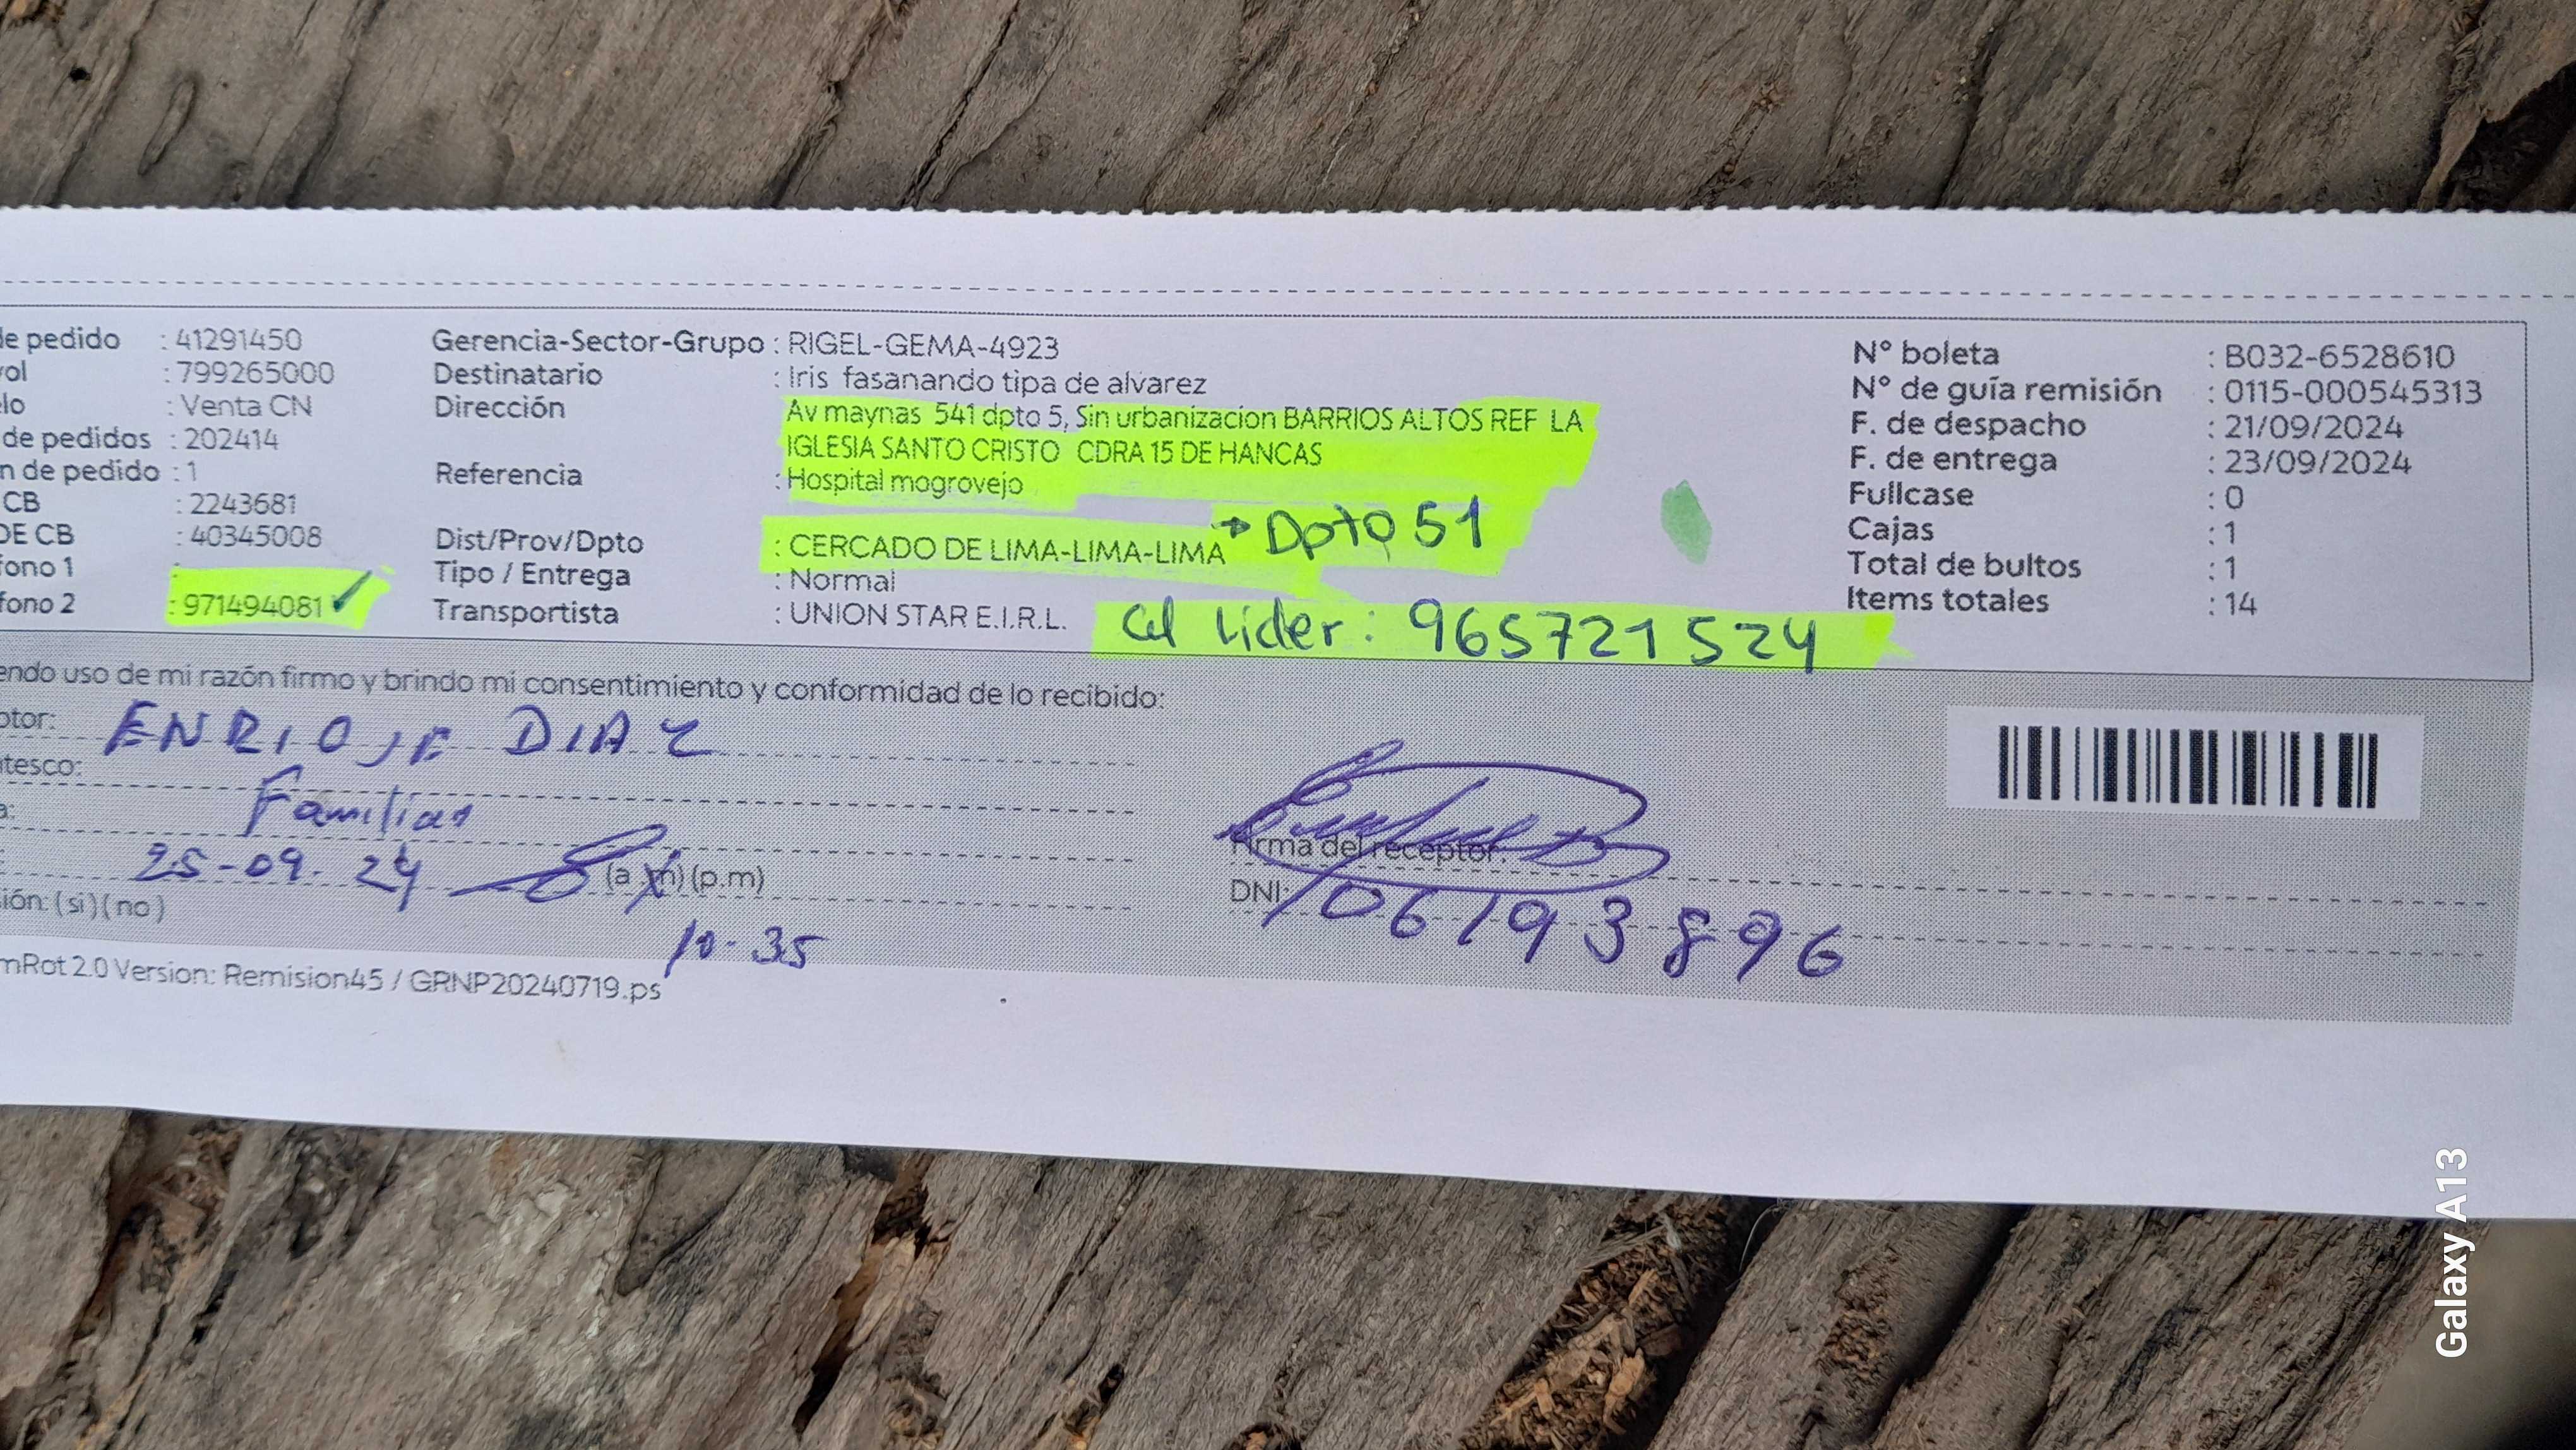 de pedido : 41291450
rol : 799265000
lo : Venta CN
de pedidos : 202414
n de pedido : 1
CB : 2243681
DE CB : 40345008
fono 1 :
fono 2 : 971494081 ✓
Gerencia-Sector-Grupo : RIGEL-GEMA-4923
Destinatario : Iris fasanando tipa de alvarez
Dirección : Av maynas 541 dpto 5, Sin urbanizacion BARRIOS ALTOS REF LA
IGLESIA SANTO CRISTO CDRA 15 DE HANCAS
Referencia : Hospital mogrovejo
Dist/Prov/Dpto : CERCADO DE LIMA-LIMA-LIMA → Dpto 51
Tipo / Entrega : Normal
Transportista : UNION STAR E.I.R.L.
Cel Lider: 965721524
N° boleta : B032-6528610
N° de guía remisión : 0115-000545313
F. de despacho : 21/09/2024
F. de entrega : 23/09/2024
Fullcase : 0
Cajas : 1
Total de bultos : 1
Items totales : 14
endo uso de mi razón firmo y brindo mi consentimiento y conformidad de lo recibido:
ptor: ENRIQUE DIAZ
tesco: Familiar
a:
: 25-09.24 (a.m) (p.m)
10-35
ión: (si) (no)
Firma del receptor:
DNI: 06193896
mRot 2.0 Version: Remision45 / GRNP20240719.ps
Galaxy A13